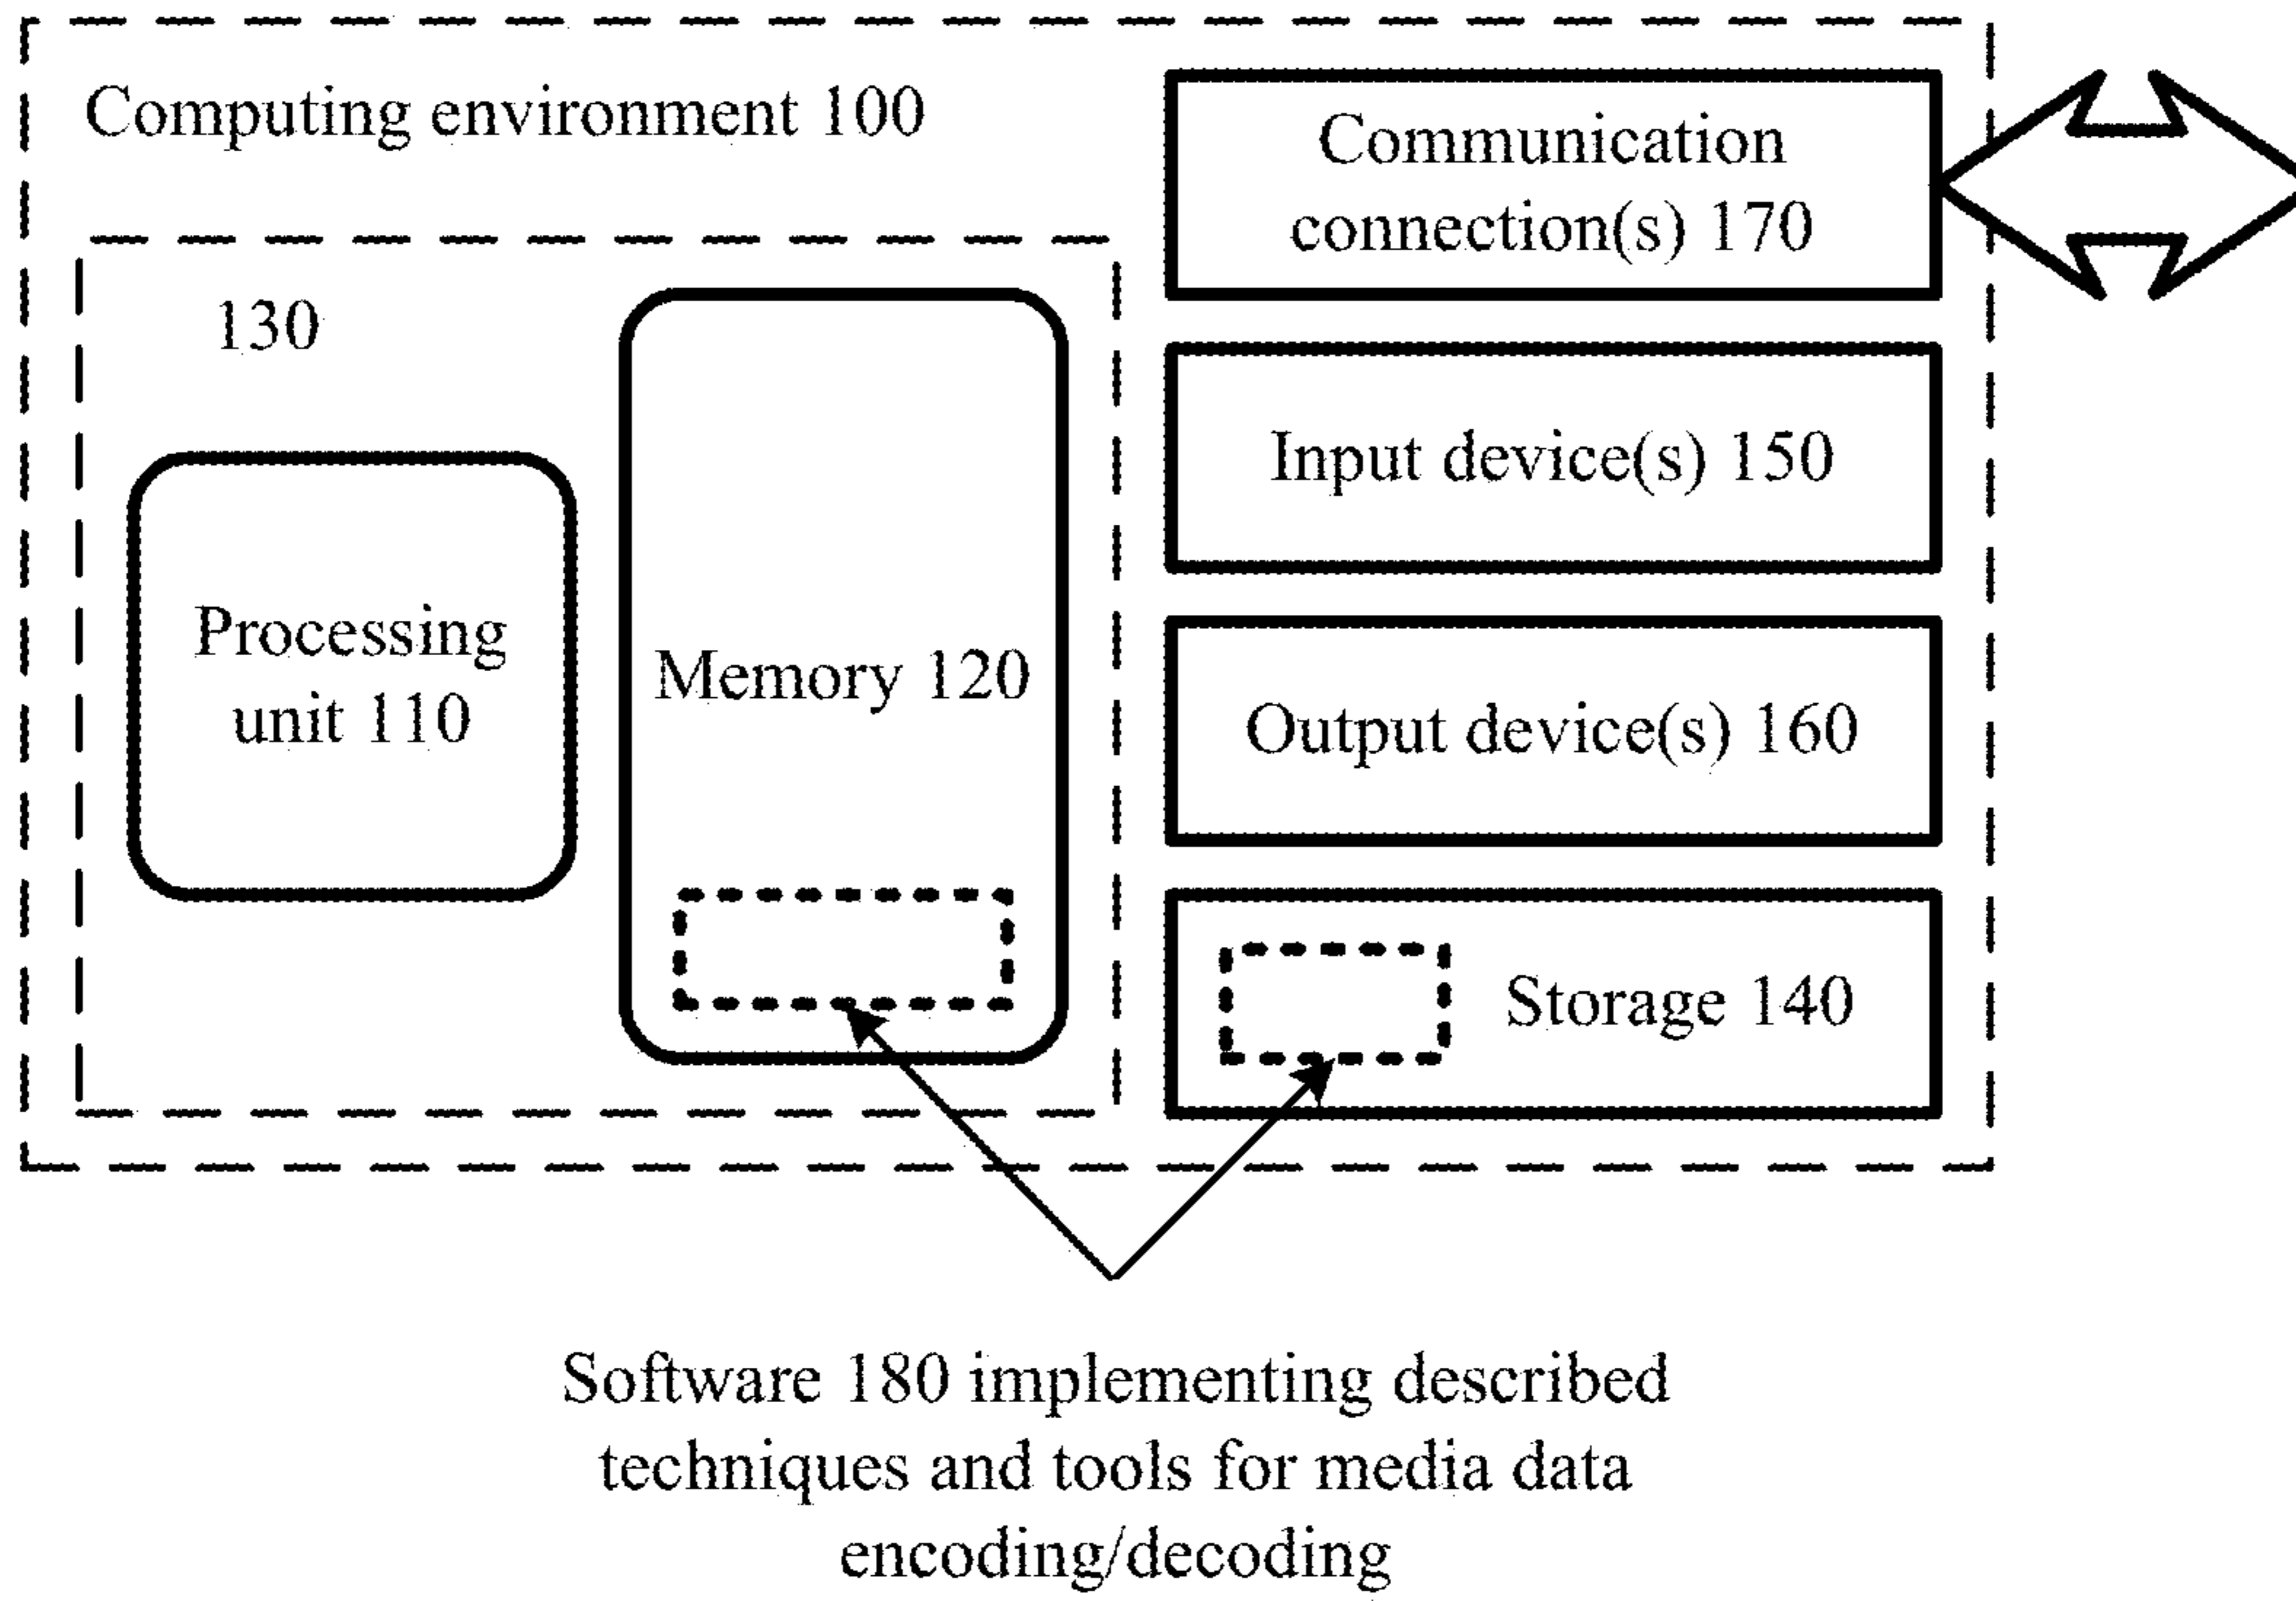 Computing environment 100
Communication
connection(s) 170
130
Input device(s) 150
Processing
unit 110
Memory 120
Output device(s) 160
Storage 140
Software 180 implementing described
techniques and tools for media data
encoding/decoding